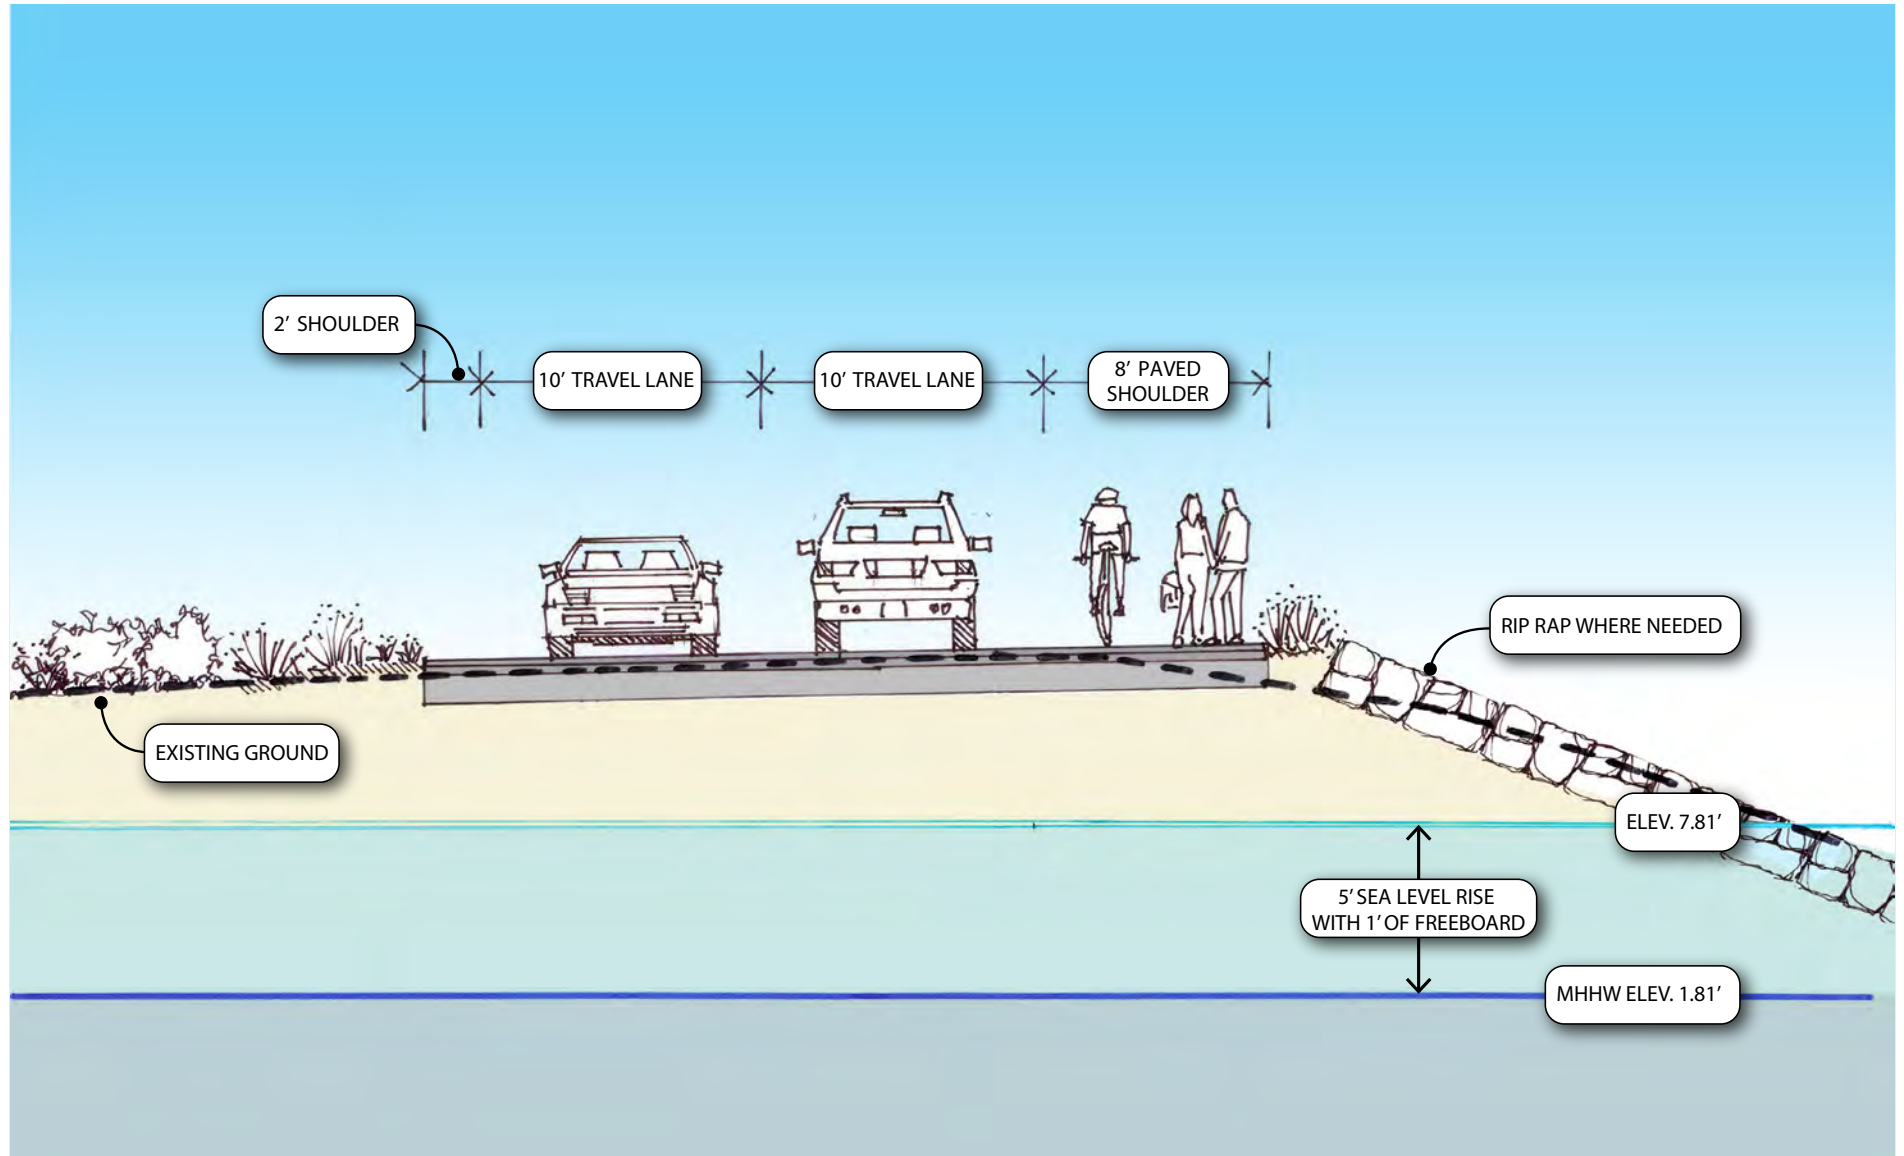 2' SHOULDER
10' TRAVEL LANE
10' TRAVEL LANE
8' PAVED
SHOULDER
RIP RAP WHERE NEEDED
EXISTING GROUND
ELEV. 7.81'
5' SEA LEVEL RISE
WITH 1' OF FREEBOARD
MHHW ELEV. 1.81'